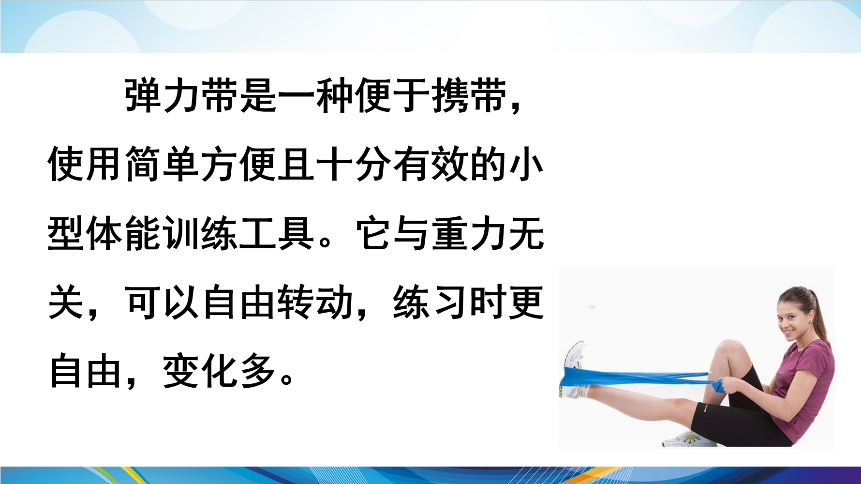 弹力带是一种便于携带，
使用简单方便且十分有效的小
型体能训练工具。它与重力无
关，可以自由转动，练习时更
自由，变化多。